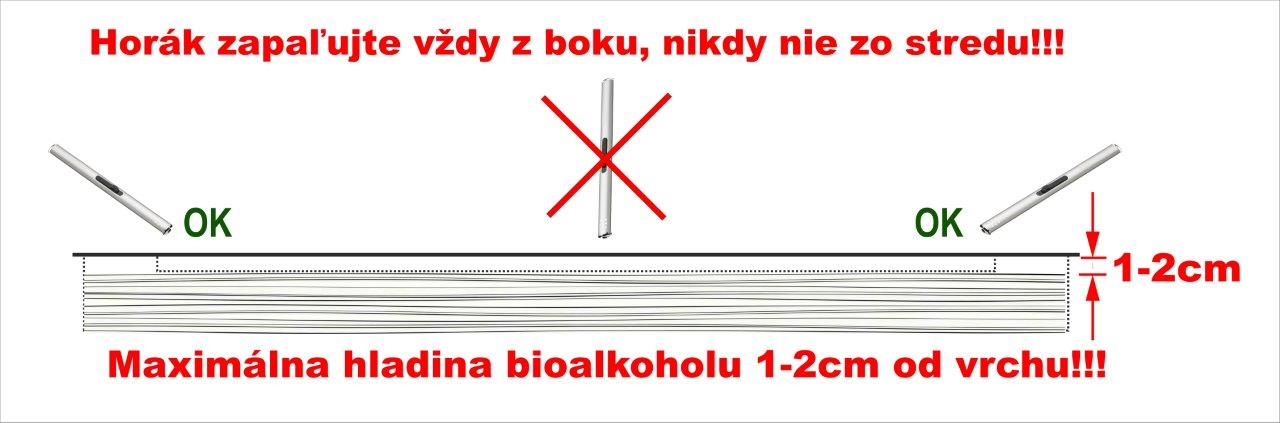 Horák zapaľujte vždy z boku, nikdy nie zo stredu!!!
OK
OK
1-2cm
Maximálna hladina bioalkoholu 1-2cm od vrchu!!!